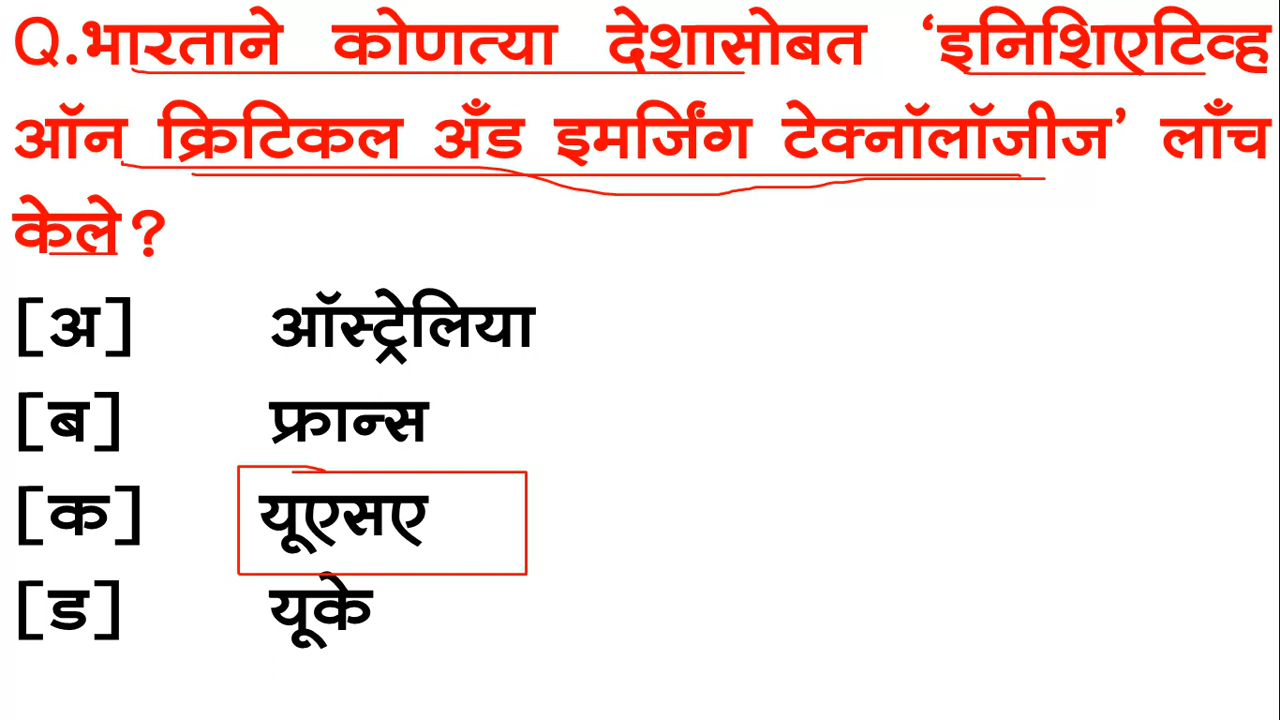 Q.भारताने कोणत्या देशासोबत ‘इनिशिएटिव्ह
ऑन क्रिटिकल अँड इमर्जिंग टेक्नॉलॉजीज’ लाँच
केले?
[अ] ऑस्ट्रेलिया
[ब] फ्रान्स
[क] यूएसए
[ड] यूके